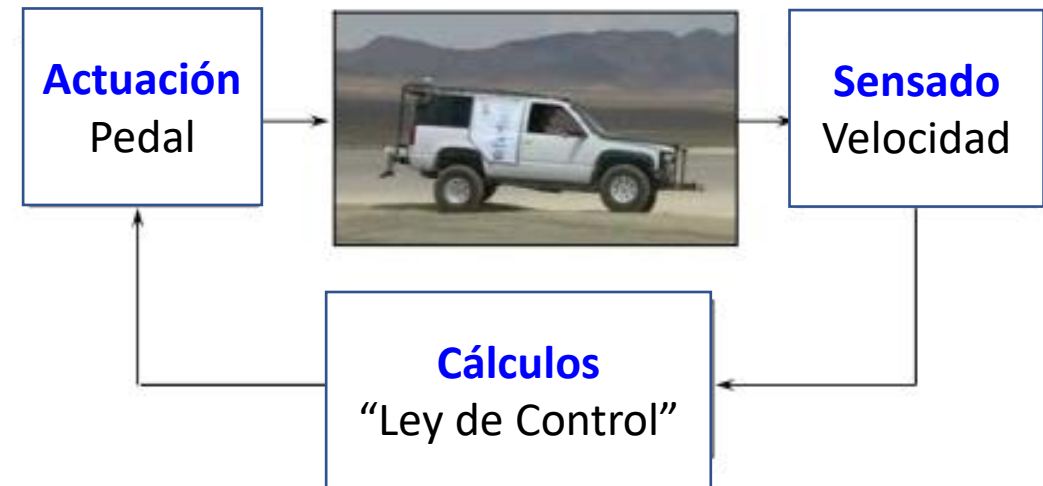 Actuación
Pedal
Sensado
Velocidad
Cálculos
“Ley de Control”